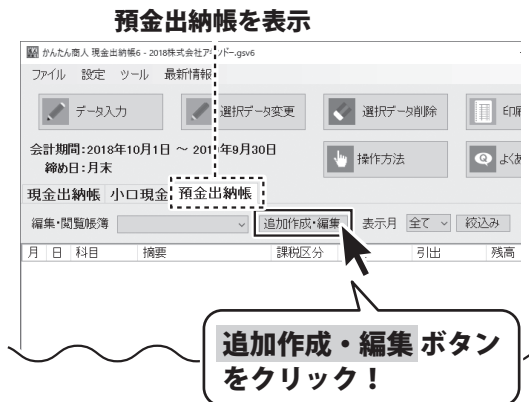 預金出納帳を表示
かんたん商人 現金出納帳6 - 2018株式会社ア
ドー.gsv6
ファイル 設定 ツール 最新情報
データ入力 選択データ変更 選択データ削除
会計期間:2018年10月1日 ~ 201 年9月30日
締め日:月末
操作方法 よくあ
現金出納帳 小口現金 預金出納帳
編集・閲覧帳簿 追加作成・編集 表示月 全て 絞込み
月 日 科目 摘要 課税区分 引出 残高
追加作成・編集 ボタン
をクリック!